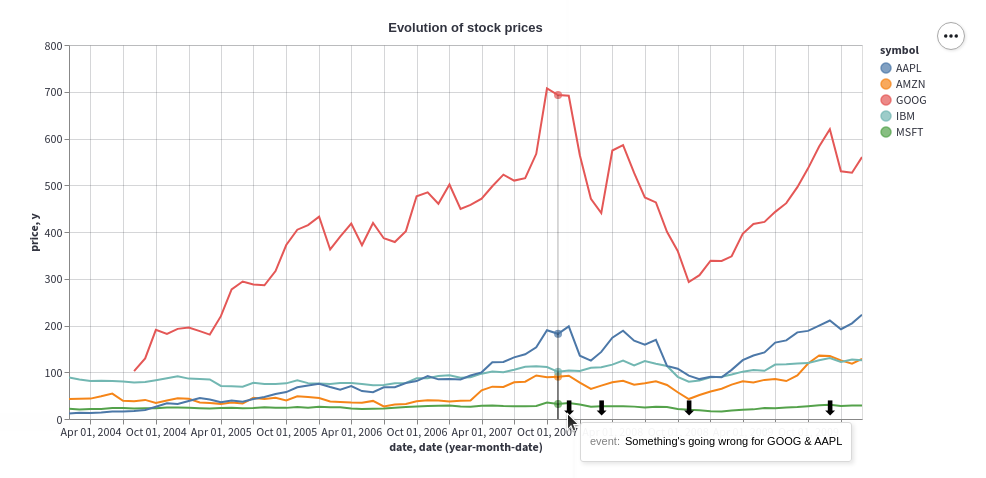 Evolution of stock prices
•••
symbol
AAPL
AMZN
GOOG
IBM
MSFT
price, y
800
700
600
500
400
300
200
100
0
Apr 01, 2004 Oct 01, 2004 Apr 01, 2005 Oct 01, 2005 Apr 01, 2006 Oct 01, 2006 Apr 01, 2007 Oct 01, 2007
date, date (year-month-date)
event: Something's going wrong for GOOG & AAPL